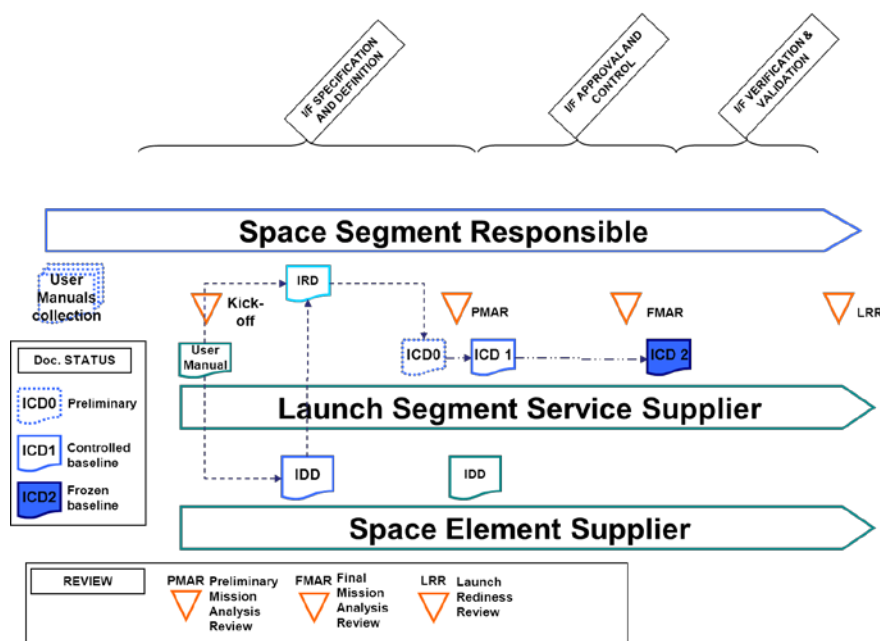 I/F SPECIFICATION
AND DEFINITION
I/F APPROVAL AND
CONTROL
I/F VERIFICATION &
VALIDATION
Space Segment Responsible
User
Manuals
collection
Kick-
off
IRD
PMAR
FMAR
LRR
User
Manual
ICD0
ICD 1
ICD 2
Doc. STATUS
ICD0
Preliminary
ICD1
Controlled
baseline
ICD2
Frozen
baseline
Launch Segment Service Supplier
IDD
IDD
Space Element Supplier
REVIEW
PMAR
Preliminary
Mission
Analysis
Review
FMAR
Final
Mission
Analysis
Review
LRR
Launch
Rediness
Review